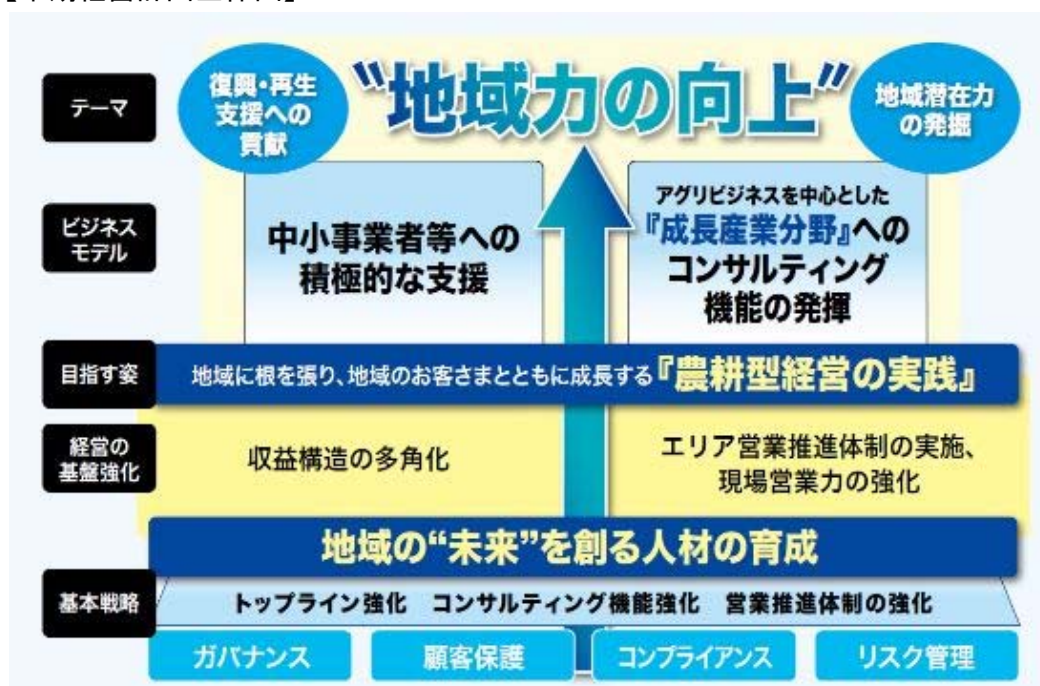 テーマ
復興・再生
支援への
貢献
“地域力の向上”
地域潜在力
の発掘
ビジネス
モデル
中小事業者等への
積極的な支援
アグリビジネスを中心とした
『成長産業分野』への
コンサルティング
機能の発揮
目指す姿
地域に根を張り、地域のお客さまとともに成長する『農耕型経営の実践』
経営の
基盤強化
収益構造の多角化
エリア営業推進体制の実施、
現場営業力の強化
地域の“未来”を創る人材の育成
基本戦略
トップライン強化 コンサルティング機能強化 営業推進体制の強化
ガバナンス
顧客保護
コンプライアンス
リスク管理